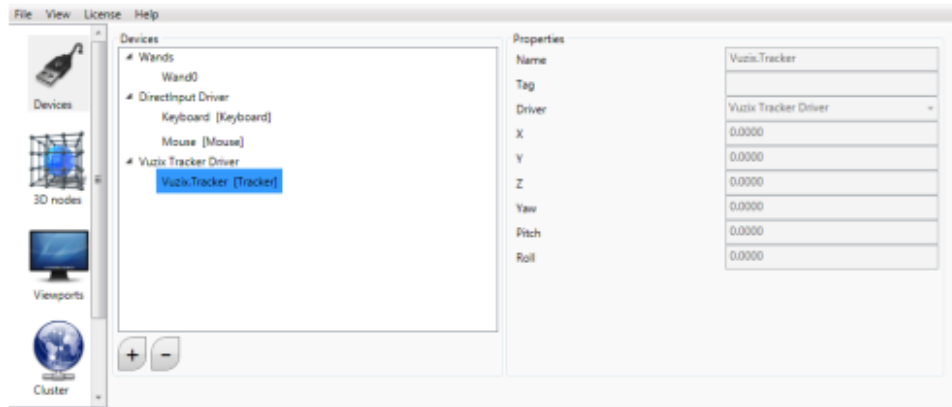 File View License Help
Devices
3D nodes
Viewports
Cluster
Devices
Wands
Wand0
DirectInput Driver
Keyboard [Keyboard]
Mouse [Mouse]
Vuzix Tracker Driver
Vuzix.Tracker [Tracker]
+ -
Properties
Name Vuzix.Tracker
Tag
Driver Vuzix Tracker Driver
X 0.0000
Y 0.0000
Z 0.0000
Yaw 0.0000
Pitch 0.0000
Roll 0.0000